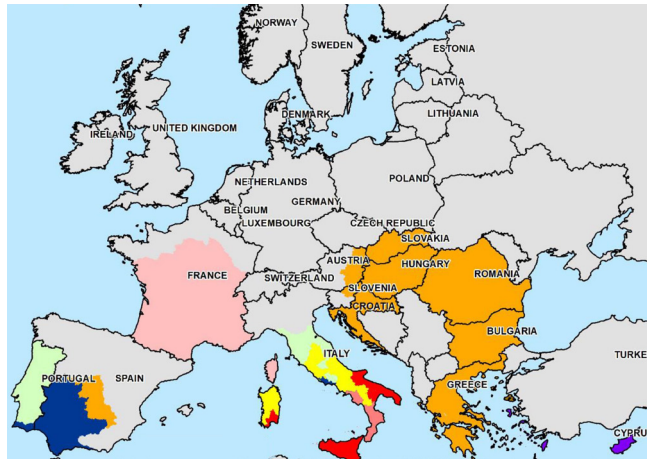 NORWAY
SWEDEN
ESTONIA
LATVIA
LITHUANIA
DENMARK
IRELAND
UNITED KINGDOM
NETHERLANDS
POLAND
GERMANY
BELGIUM
LUXEMBOURG
CZECH REPUBLIC
SLOVAKIA
AUSTRIA
HUNGARY
FRANCE
SWITZERLAND
ROMANIA
SLOVENIA
CROATIA
BULGARIA
ITALY
TURKE
PORTUGAL
SPAIN
GREECE
CYPRU